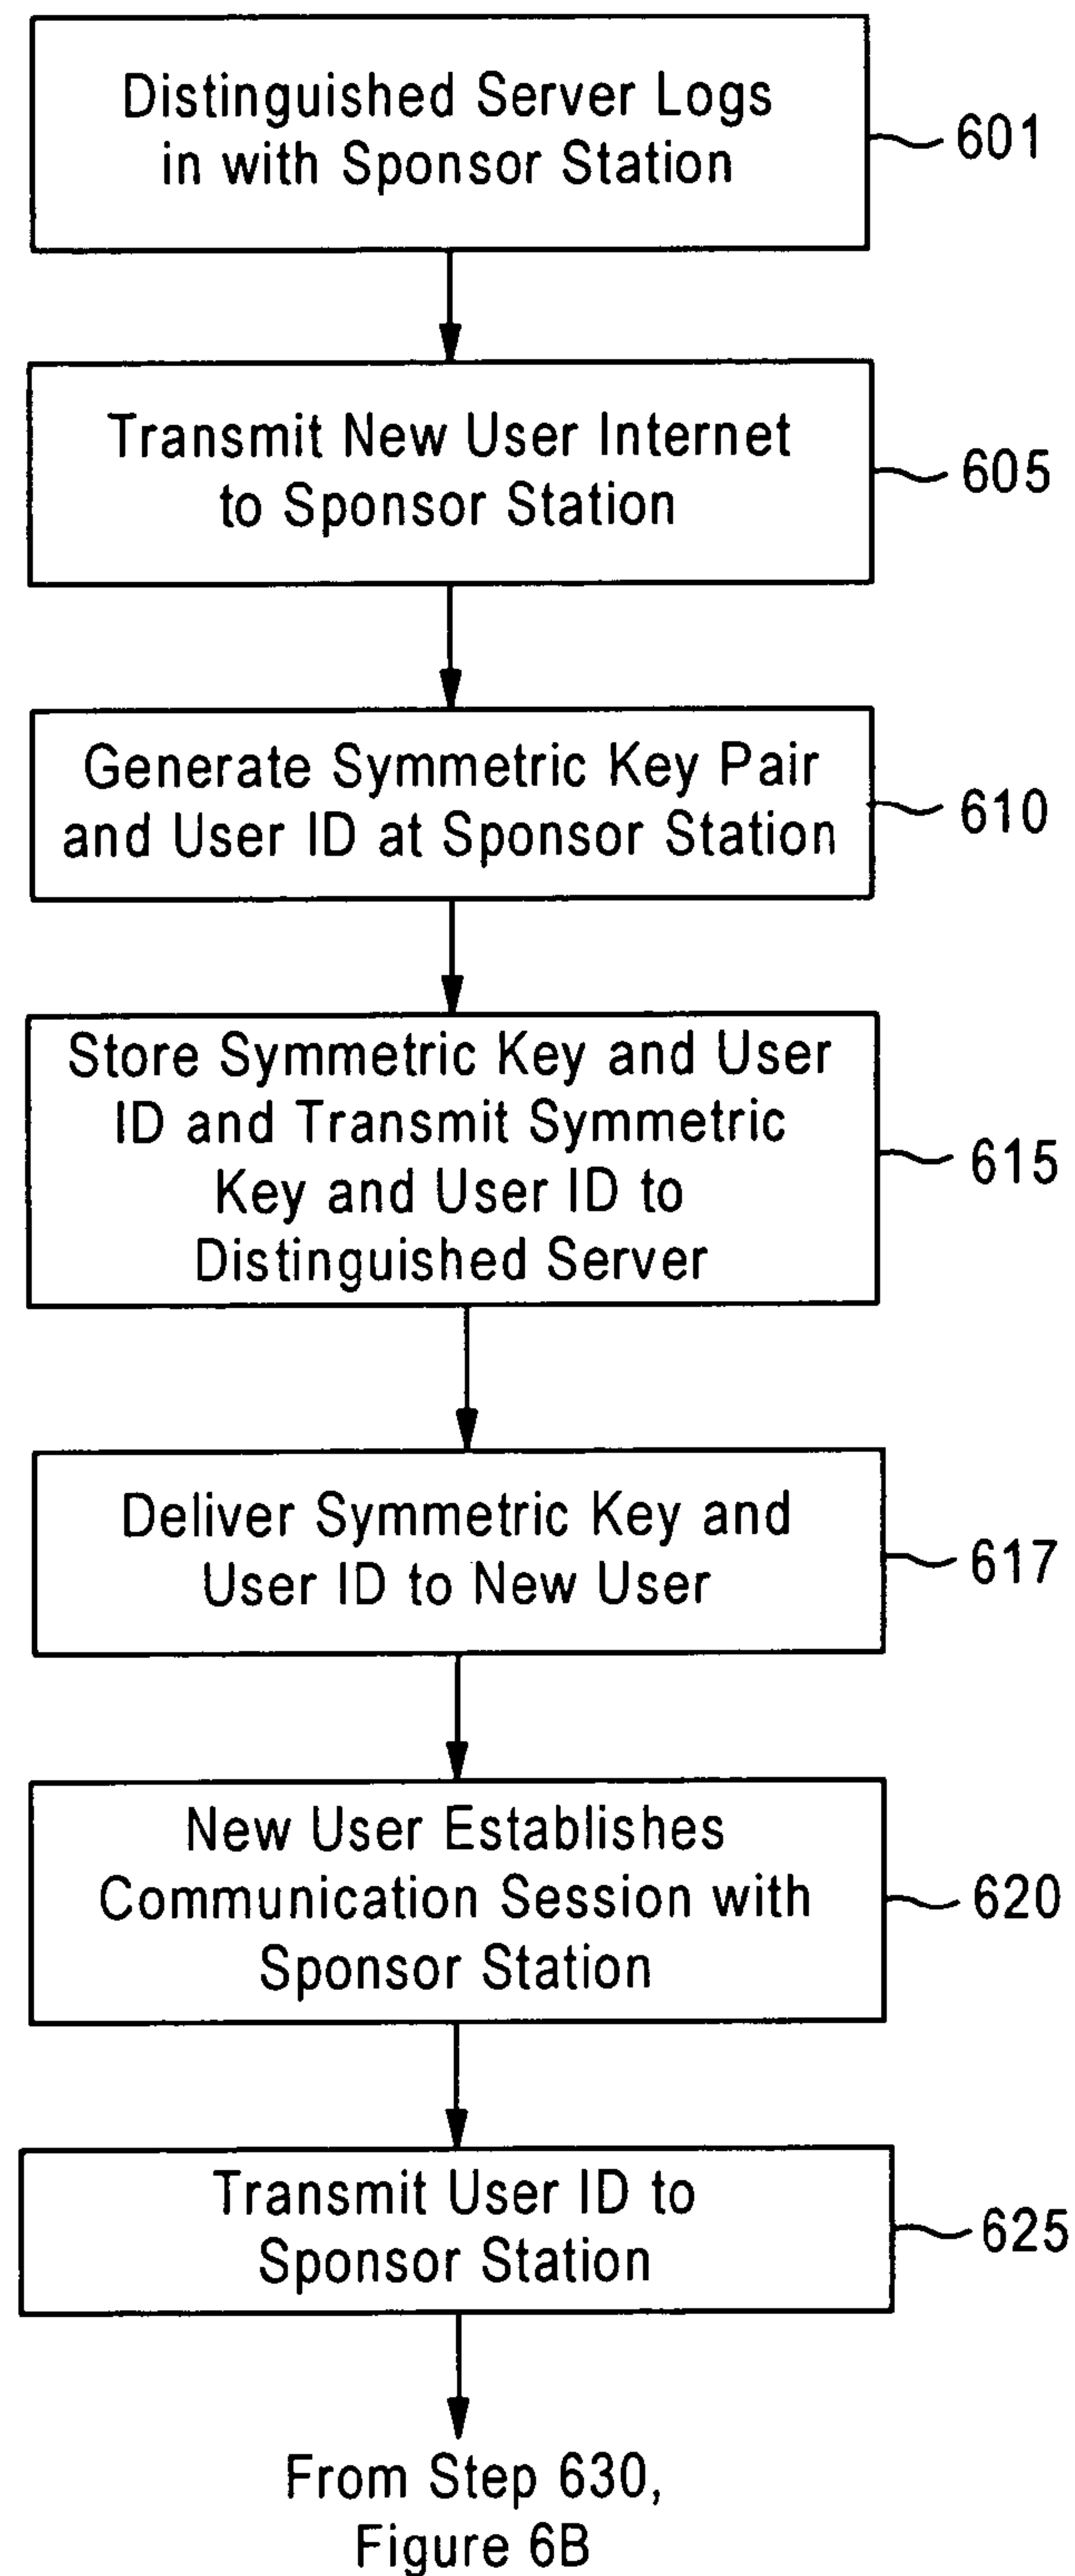 Distinguished Server Logs
in with Sponsor Station
601
Transmit New User Internet
to Sponsor Station
605
Generate Symmetric Key Pair
and User ID at Sponsor Station
610
Store Symmetric Key and User
ID and Transmit Symmetric
Key and User ID to
Distinguished Server
615
Deliver Symmetric Key and
User ID to New User
617
New User Establishes
Communication Session with
Sponsor Station
620
Transmit User ID to
Sponsor Station
625
From Step 630,
Figure 6B